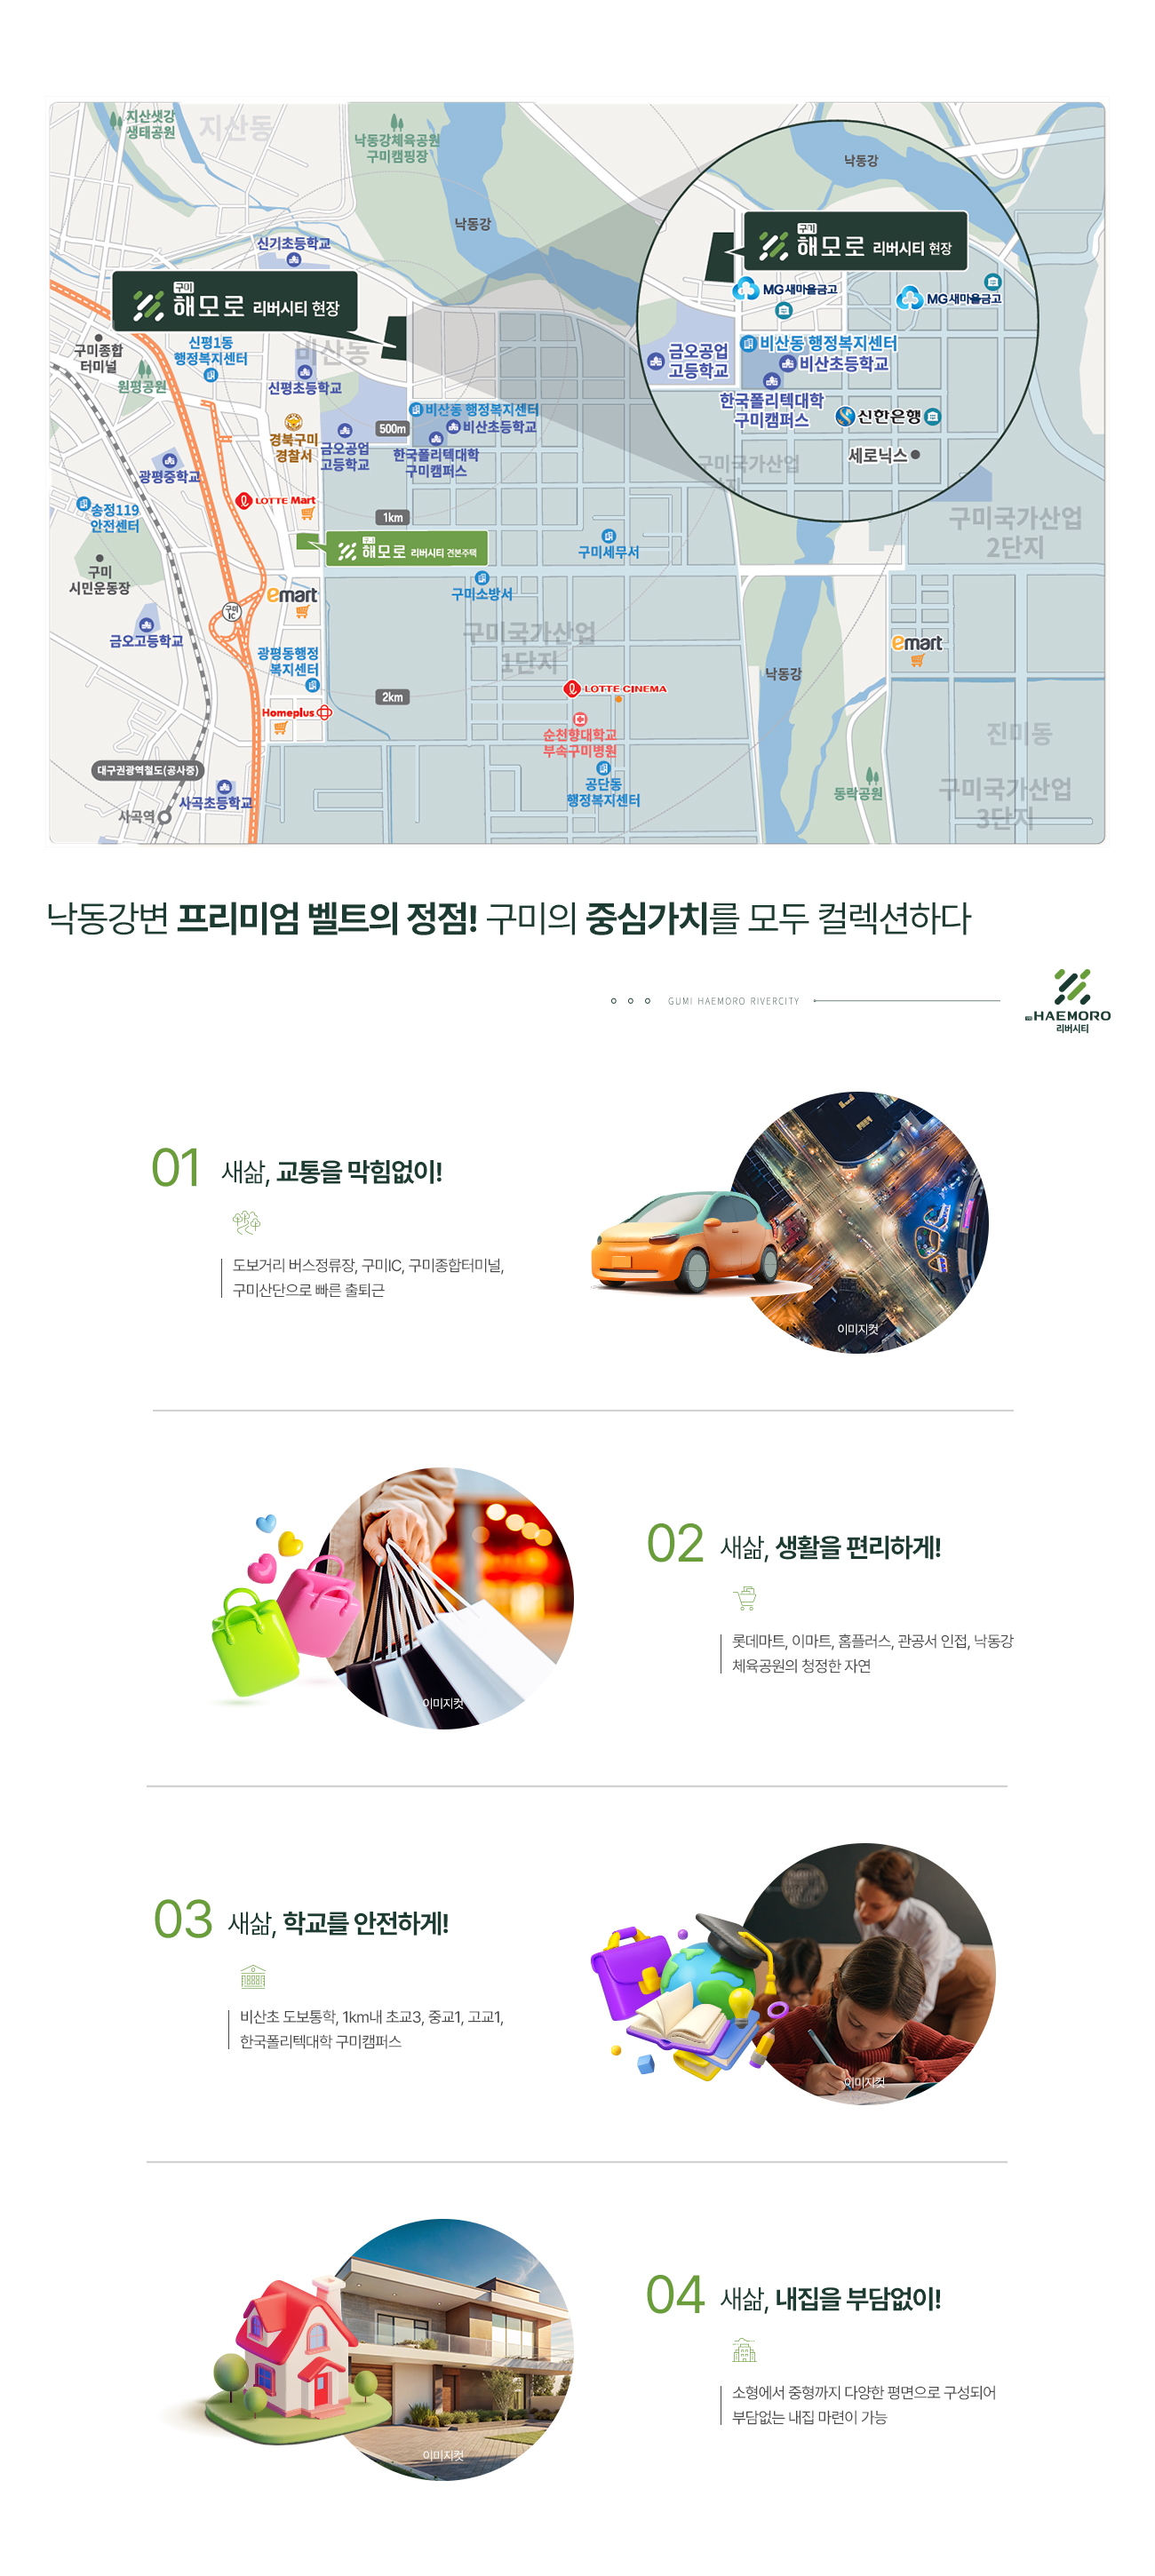 지산샛강
생태공원
지산동
낙동강체육공원
구미캠핑장
낙동강
신기초등학교
구미
해모로 리버시티 현장
구미종합
터미널
원평공원
신평1동
행정복지센터
비산동
신평초등학교
경북구미
경찰서
금오공업
고등학교
500m
비산동 행정복지센터
비산초등학교
한국폴리텍대학
구미캠퍼스
광평중학교
LOTTE Mart
1km
송정119
안전센터
구미
해모로 리버시티 견본주택
구미세무서
구미
시민운동장
emart
구미소방서
구미
IC
금오고등학교
구미국가산업
1단지
광평동행정
복지센터
2km
LOTTE CINEMA
Homeplus
순천향대학교
부속구미병원
대구권광역철도(공사중)
공단동
행정복지센터
사곡초등학교
사곡역
낙동강
구미
해모로 리버시티 현장
MG새마을금고
MG새마을금고
금오공업
고등학교
비산동 행정복지센터
비산초등학교
한국폴리텍대학
구미캠퍼스
신한은행
세로닉스
구미국가산업
구미국가산업
2단지
emart
낙동강
진미동
동락공원
구미국가산업
3단지
낙동강변 프리미엄 벨트의 정점! 구미의 중심가치를 모두 컬렉션하다
GUMI HAEMORO RIVERCITY
구미 HAEMORO
리버시티
01 새삶, 교통을 막힘없이!
도보거리 버스정류장, 구미IC, 구미종합터미널,
구미산단으로 빠른 출퇴근
이미지컷
02 새삶, 생활을 편리하게!
롯데마트, 이마트, 홈플러스, 관공서 인접, 낙동강
체육공원의 청정한 자연
이미지컷
03 새삶, 학교를 안전하게!
비산초 도보통학, 1km내 초교3, 중교1, 고교1,
한국폴리텍대학 구미캠퍼스
이미지컷
04 새삶, 내집을 부담없이!
소형에서 중형까지 다양한 평면으로 구성되어
부담없는 내집 마련이 가능
이미지컷